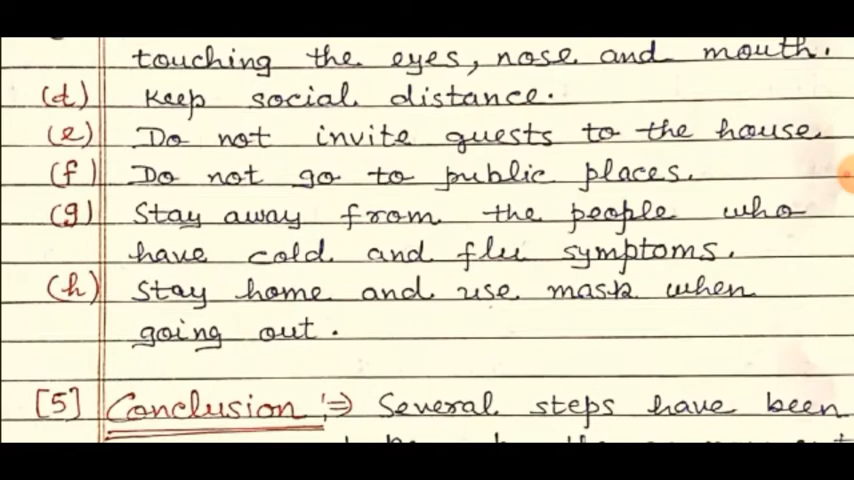 touching the eyes, nose and mouth.
(d) Keep social distance.
(e) Do not invite guests to the house.
(f) Do not go to public places.
(g) Stay away from the people who
have cold and flu symptoms.
(h) Stay home and use mask when
going out.
[5] Conclusion :⇒ Several steps have been